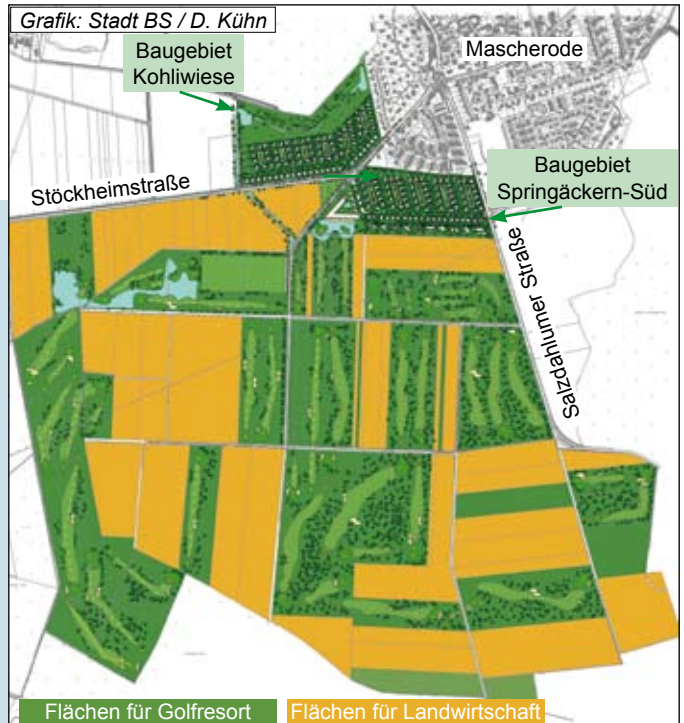 Grafik: Stadt BS / D. Kühn
Baugebiet
Kohliwiese
Mascherode
Baugebiet
Springäckern-Süd
Stöckheimstraße
Salzdahlumer Straße
Flächen für Golfresort
Flächen für Landwirtschaft